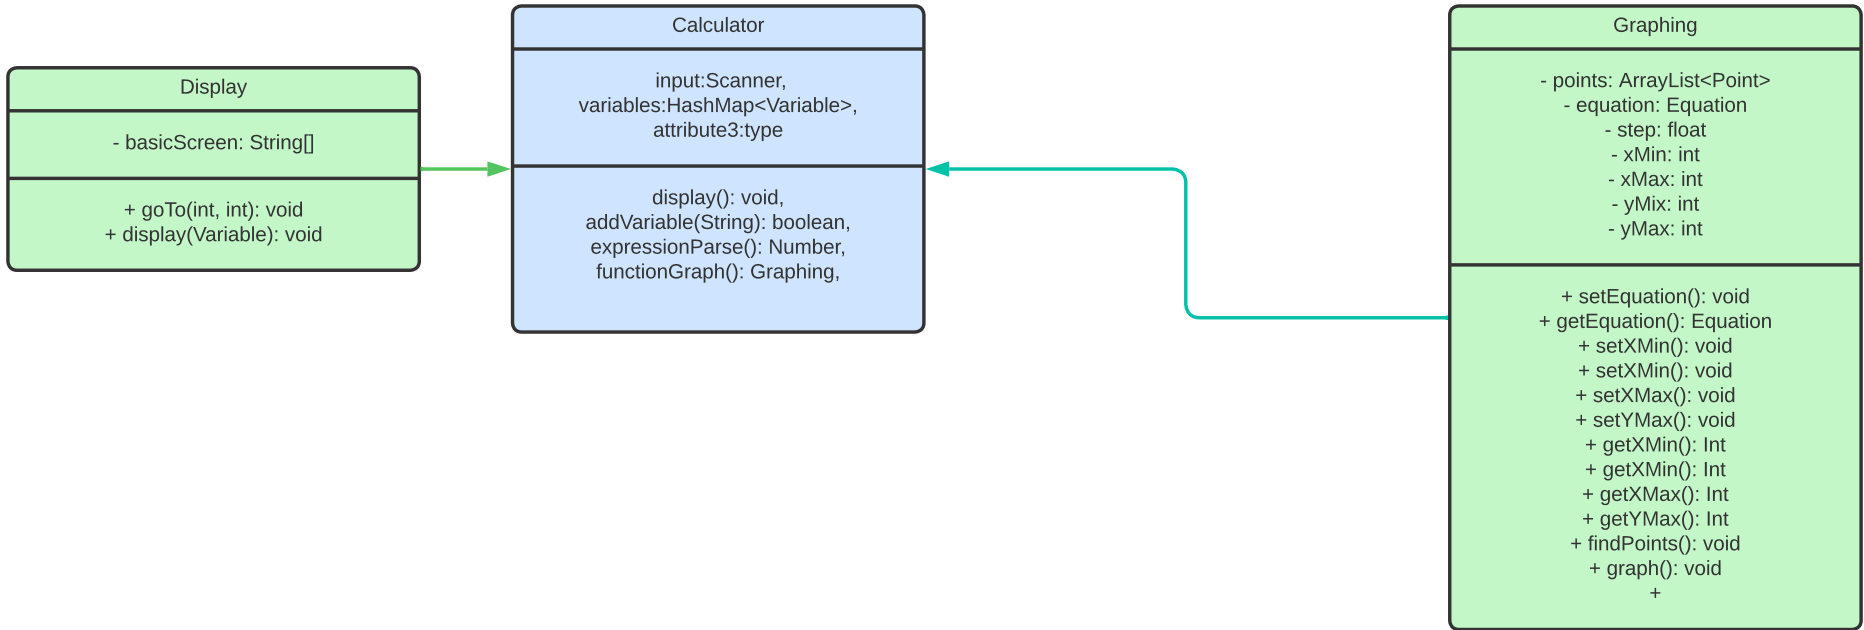 Display
- basicScreen: String[]
+ goTo(int, int): void
+ display(Variable): void
Calculator
input:Scanner,
variables:HashMap<Variable>,
attribute3:type
display(): void,
addVariable(String): boolean,
expressionParse(): Number,
functionGraph(): Graphing,
Graphing
- points: ArrayList<Point>
- equation: Equation
- step: float
- xMin: int
- xMax: int
- yMix: int
- yMax: int
+ setEquation(): void
+ getEquation(): Equation
+ setXMin(): void
+ setXMin(): void
+ setXMax(): void
+ setYMax(): void
+ getXMin(): Int
+ getXMin(): Int
+ getXMax(): Int
+ getYMax(): Int
+ findPoints(): void
+ graph(): void
+